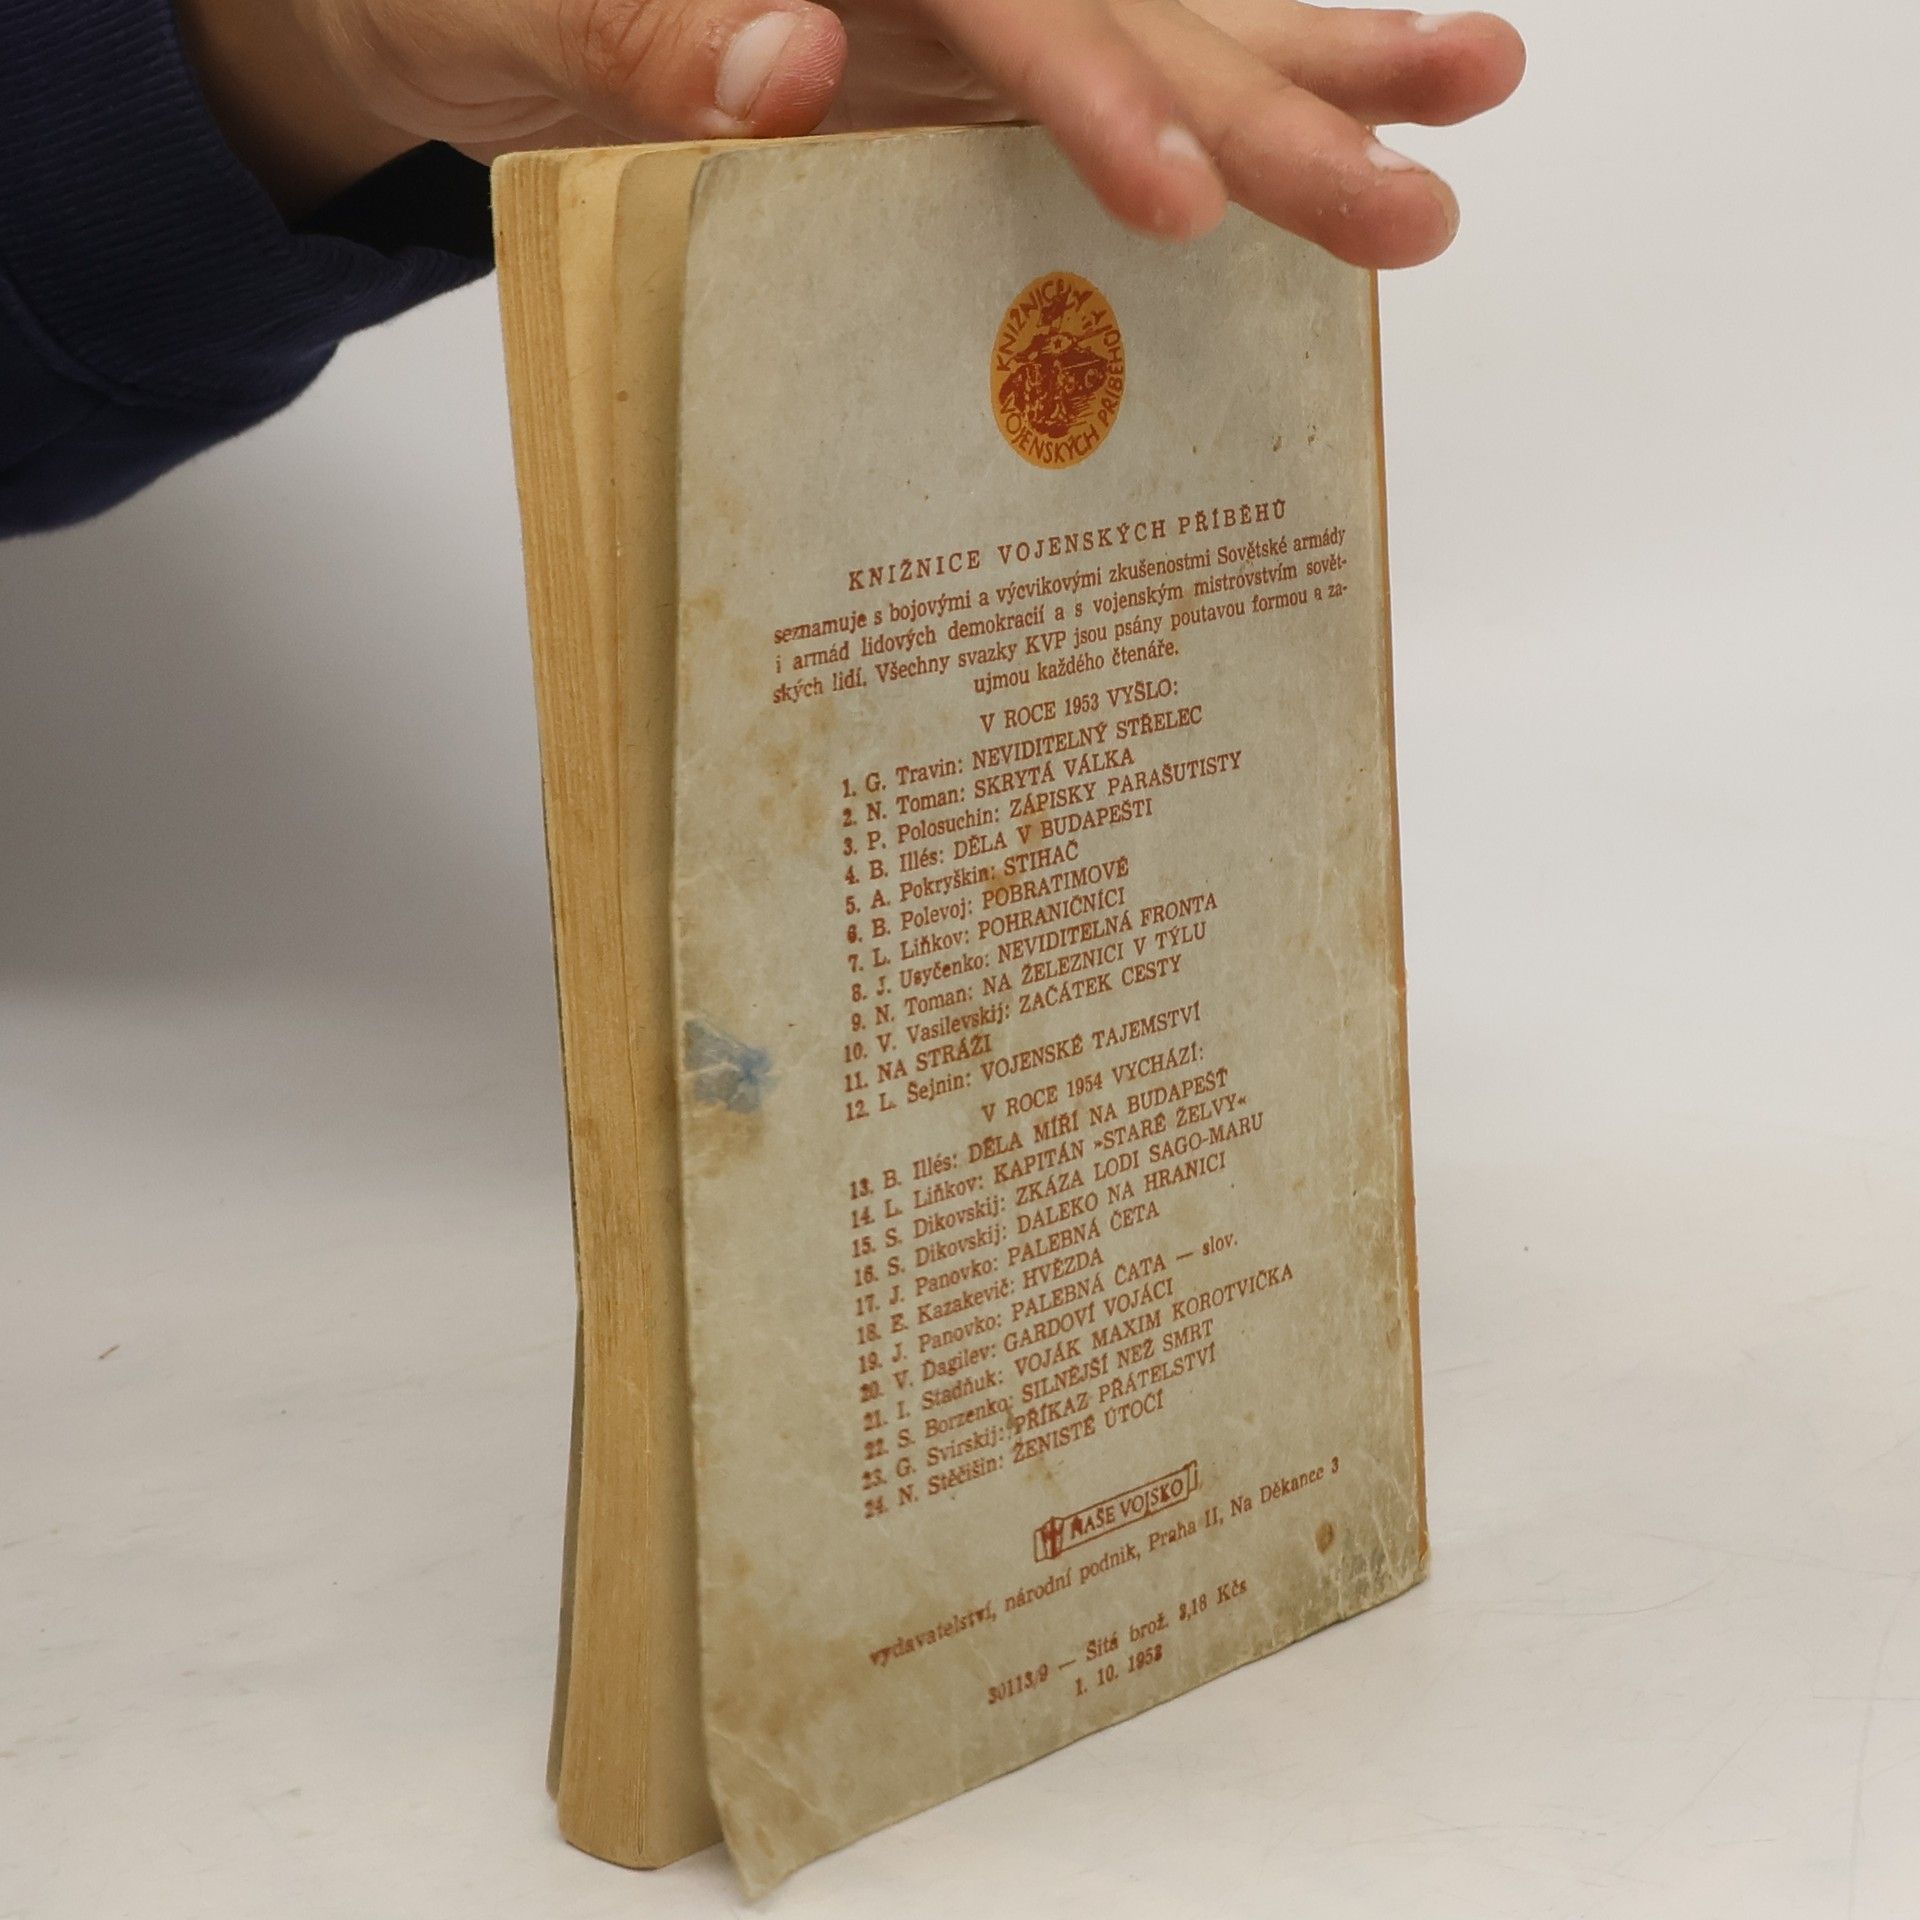 KNIŽNICE VOJENSKÝCH PŘÍBĚHŮ
KNIŽNICE VOJENSKÝCH PŘÍBĚHŮ
seznamuje s bojovými a výcvikovými zkušenostmi Sovětské armády
i armád lidových demokracií a s vojenským mistrovstvím sovět-
ských lidí. Všechny svazky KVP jsou psány poutavou formou a za-
ujmou každého čtenáře.
V ROCE 1953 VYŠLO:
1. G. Travin: NEVIDITELNÝ STŘELEC
2. N. Toman: SKRYTÁ VÁLKA
3. P. Polosuchin: ZÁPISKY PARAŠUTISTY
4. B. Illés: DĚLA V BUDAPEŠTI
5. A. Pokryškin: STIHAČ
6. B. Polevoj: POBRATIMOVÉ
7. L. Liňkov: POHRANIČNÍCI
8. J. Usyčenko: NEVIDITELNÁ FRONTA
9. N. Toman: NA ŽELEZNICI V TÝLU
10. V. Vasilevskij: ZAČÁTEK CESTY
11. NA STRÁŽI
12. L. Šejnin: VOJENSKÉ TAJEMSTVÍ
V ROCE 1954 VYCHÁZÍ:
13. B. Illés: DĚLA MÍŘÍ NA BUDAPEŠŤ
14. L. Liňkov: KAPITÁN »STARÉ ŽELVY«
15. S. Dikovskij: ZKÁZA LODI SAGO-MARU
16. S. Dikovskij: DALEKO NA HRANICI
17. J. Panovko: PALEBNÁ ČETA
18. E. Kazakevič: HVĚZDA
19. J. Panovko: PALEBNÁ ČATA — slov.
20. V. Dagilev: GARDOVÍ VOJÁCI
21. I. Stadňuk: VOJÁK MAXIM KOROTVIČKA
22. S. Borzenko: SILNĚJŠÍ NEŽ SMRT
23. G. Svirskij: PŘÍKAZ PŘÁTELSTVÍ
24. N. Stěčišin: ŽENISTÉ ÚTOČÍ
NAŠE VOJSKO
vydavatelství, národní podnik, Praha II, Na Děkance 3
30113/9 — Šitá brož. 3,18 Kčs
1. 10. 1953